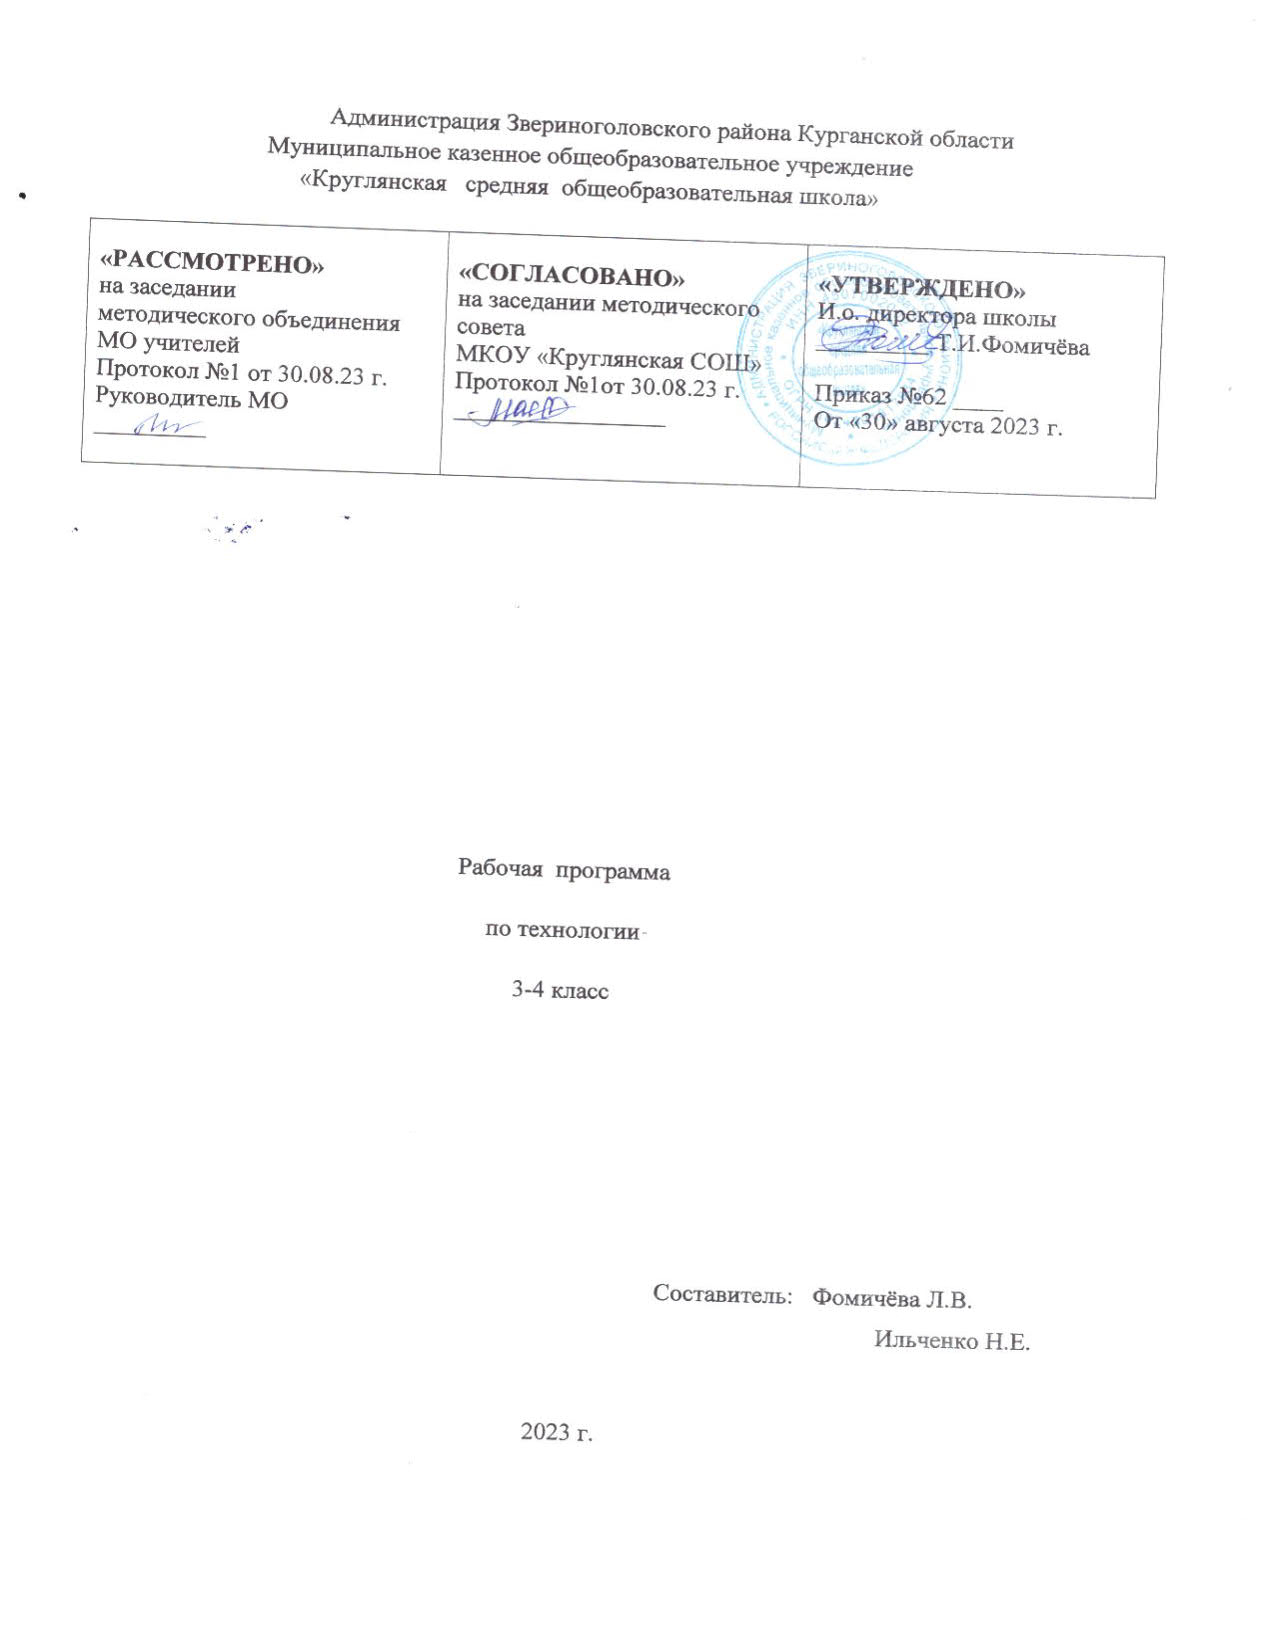 Администрация Звериноголовского района Курганской области
Муниципальное казенное общеобразовательное учреждение
«Круглянская средняя общеобразовательная школа»
«РАССМОТРЕНО»
на заседании
методического объединения
МО учителей
Протокол №1 от 30.08.23 г.
Руководитель МО
«СОГЛАСОВАНО»
на заседании методического
совета
МКОУ «Круглянская СОШ»
Протокол №1от 30.08.23 г.
«УТВЕРЖДЕНО»
И.о. директора школы
Т.И.Фомичёва
Приказ №62 ____
От «30» августа 2023 г.
Рабочая программа
по технологии
3-4 класс
Составитель: Фомичёва Л.В.
Ильченко Н.Е.
2023 г.